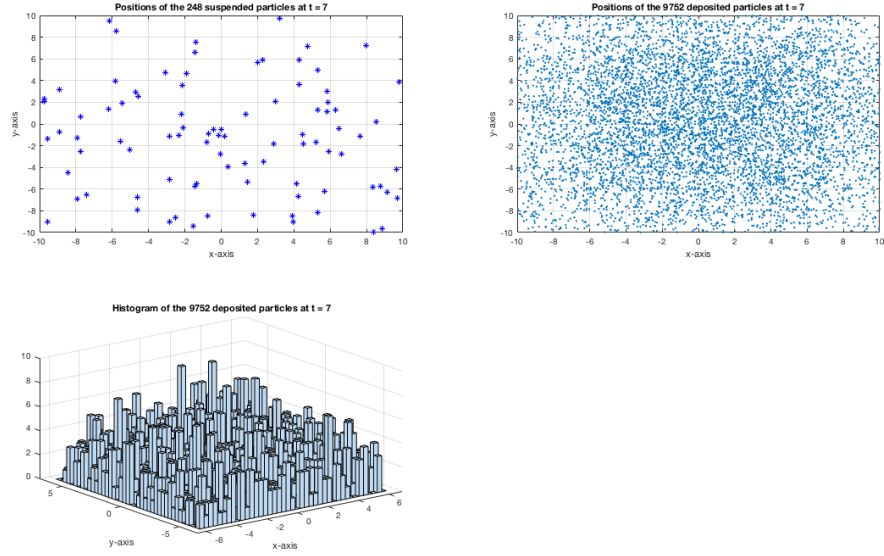 Positions of the 248 suspended particles at t = 7
10
8
6
4
2
0
-2
-4
-6
-8
-10
y-axis
-10 -8 -6 -4 -2 0 2 4 6 8 10
x-axis
Positions of the 9752 deposited particles at t = 7
10
8
6
4
2
0
-2
-4
-6
-8
-10
y-axis
-10 -8 -6 -4 -2 0 2 4 6 8 10
x-axis
Histogram of the 9752 deposited particles at t = 7
10
8
6
4
2
0
5
0
-5
y-axis
-6 -4 -2 0 2 4 6
x-axis